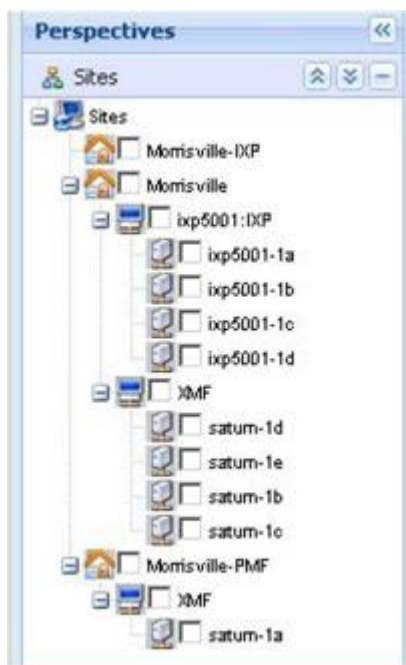 Perspectives
Sites
Sites
Morrisville-IXP
Morrisville
ixp5001:IXP
ixp5001-1a
ixp5001-1b
ixp5001-1c
ixp5001-1d
XMF
saturn-1d
saturn-1e
saturn-1b
saturn-1c
Morrisville-PMF
XMF
saturn-1a